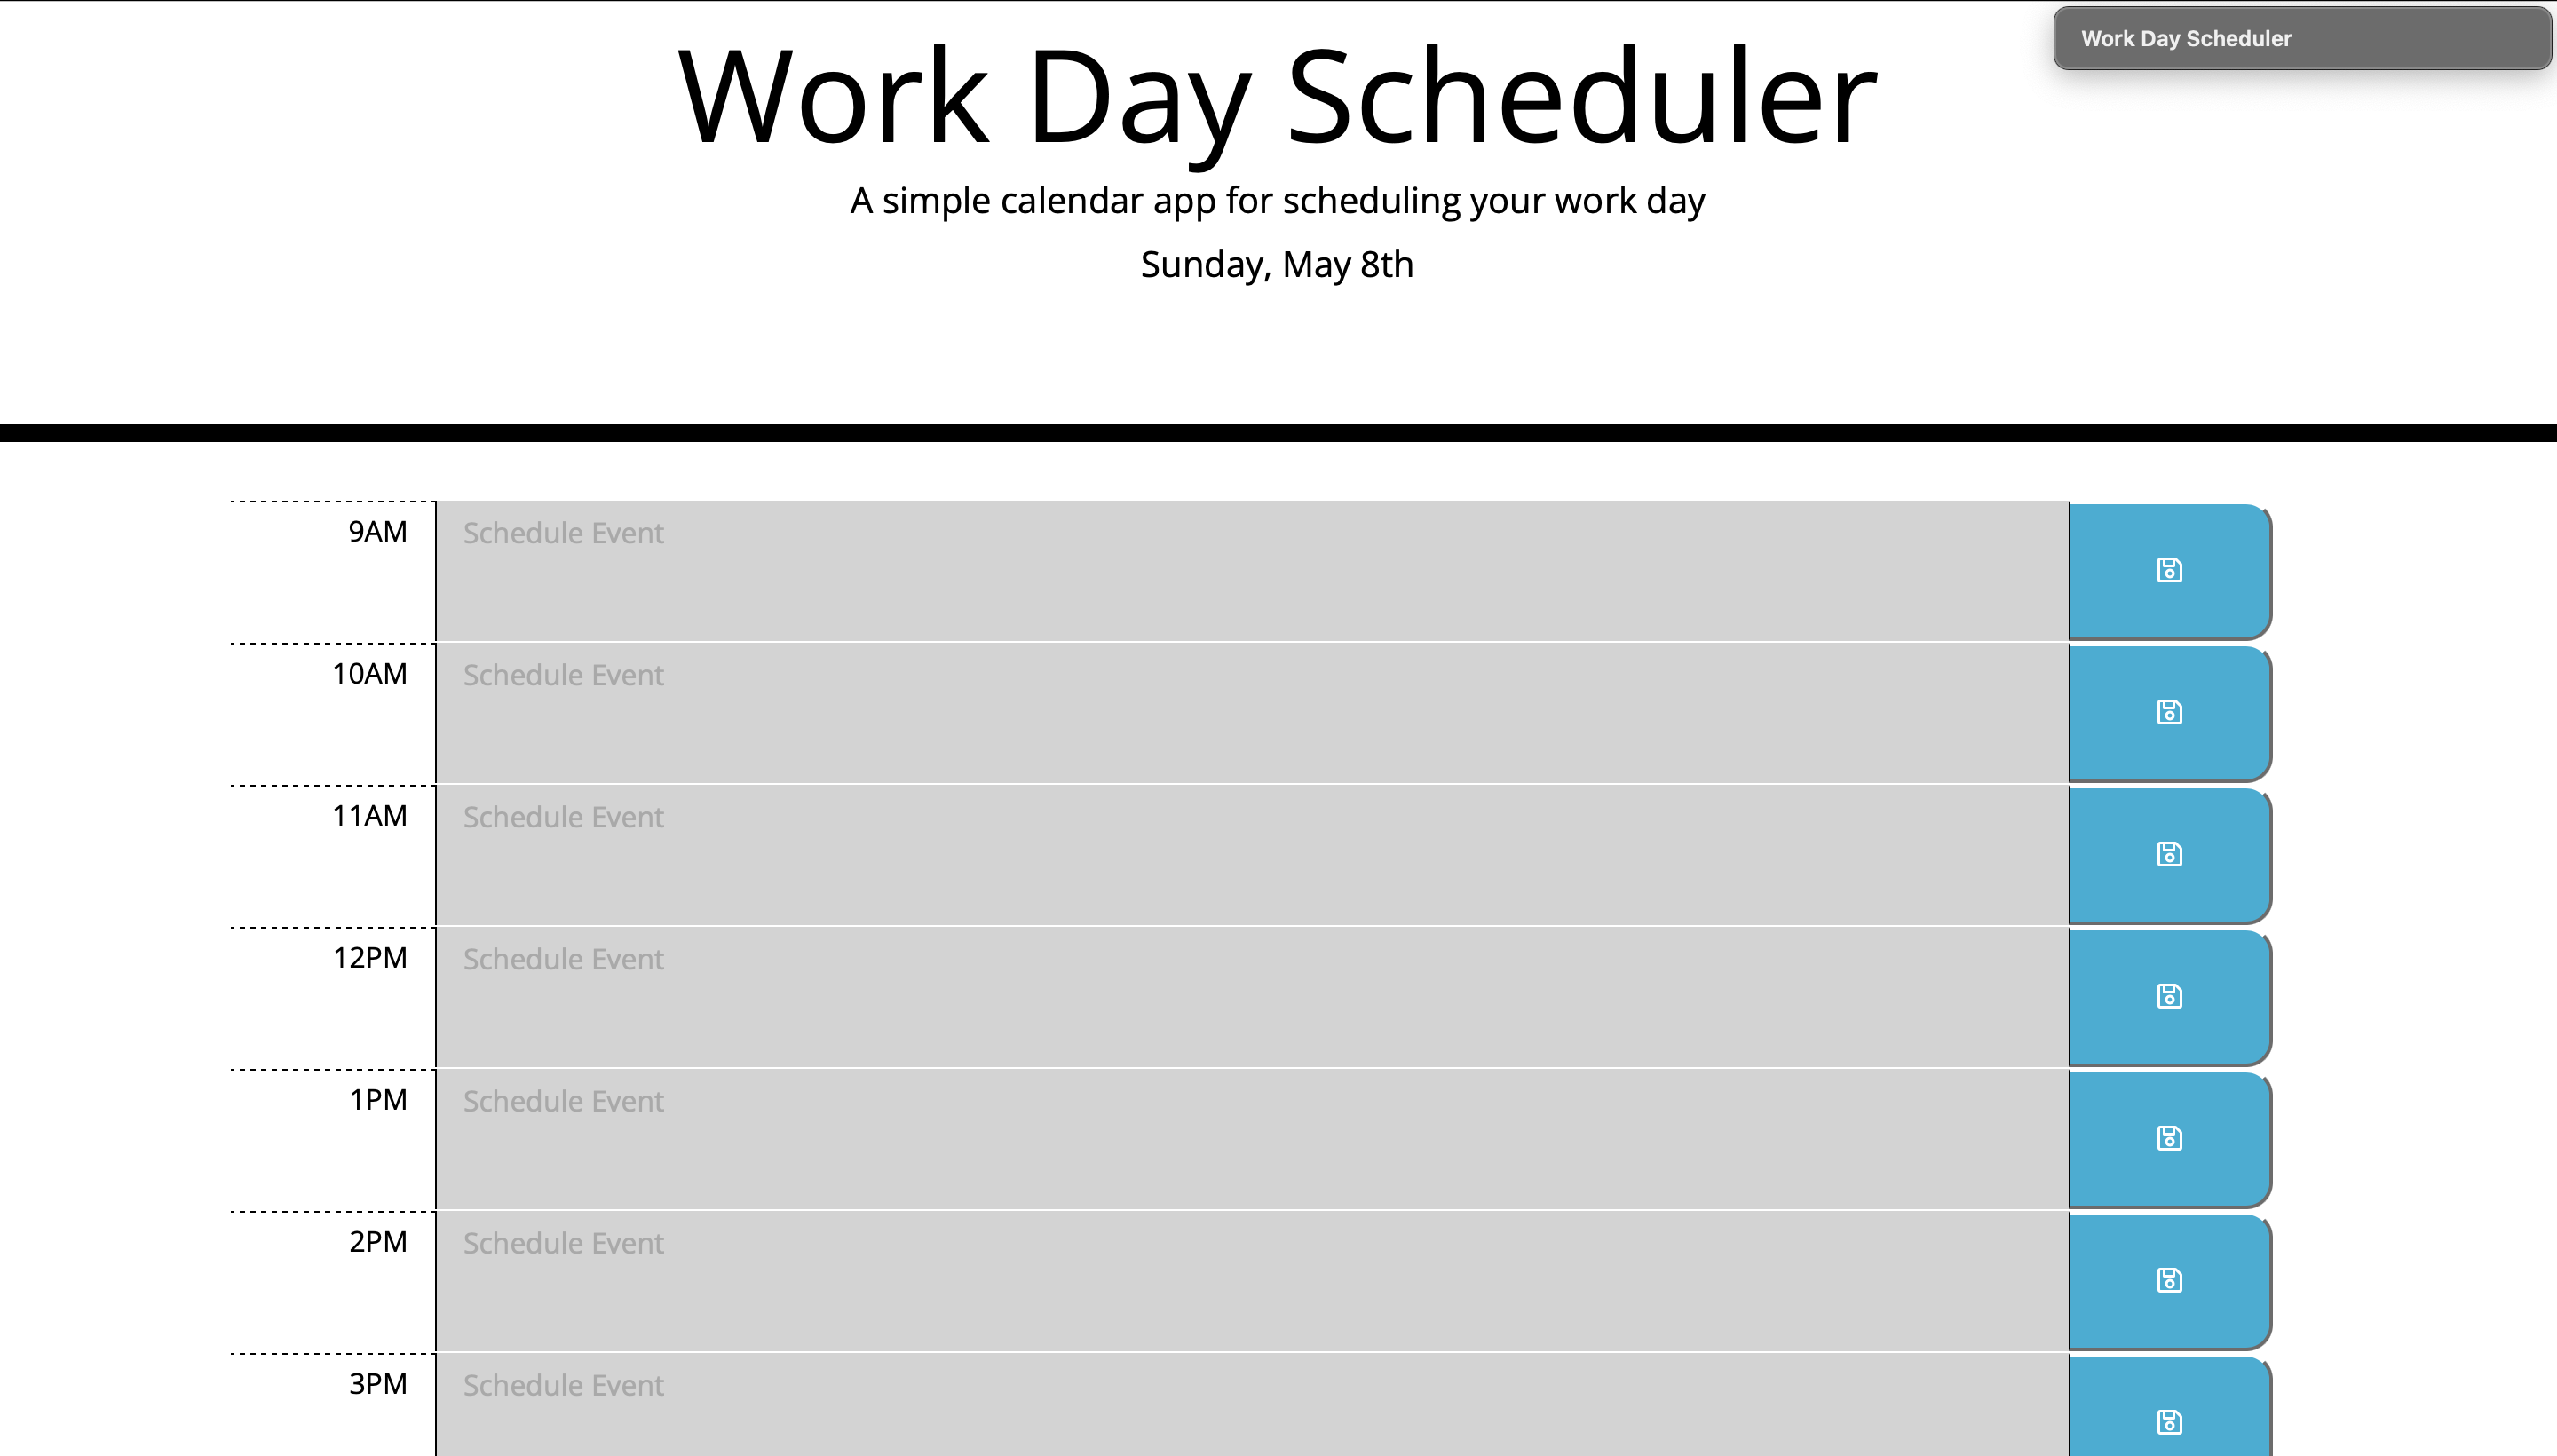 Work Day Scheduler
Work Day Scheduler
A simple calendar app for scheduling your work day
Sunday, May 8th
9AM Schedule Event
10AM Schedule Event
11AM Schedule Event
12PM Schedule Event
1PM Schedule Event
2PM Schedule Event
3PM Schedule Event